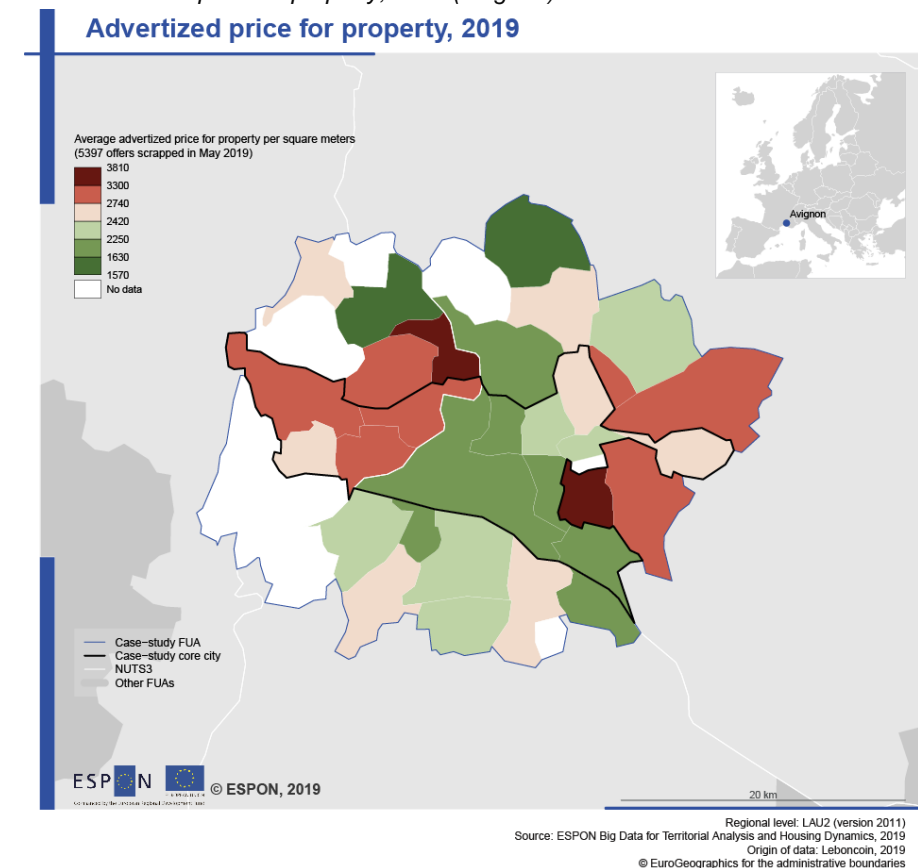 Advertized price for property, 2019
Average advertized price for property per square meters
(5397 offers scrapped in May 2019)
3810
3300
2740
2420
2250
1630
1570
No data
Avignon
Case-study FUA
Case-study core city
NUTS3
Other FUAs
ESPON
© ESPON, 2019
20 km
Regional level: LAU2 (version 2011)
Source: ESPON Big Data for Territorial Analysis and Housing Dynamics, 2019
Origin of data: Leboncoin, 2019
© EuroGeographics for the administrative boundaries